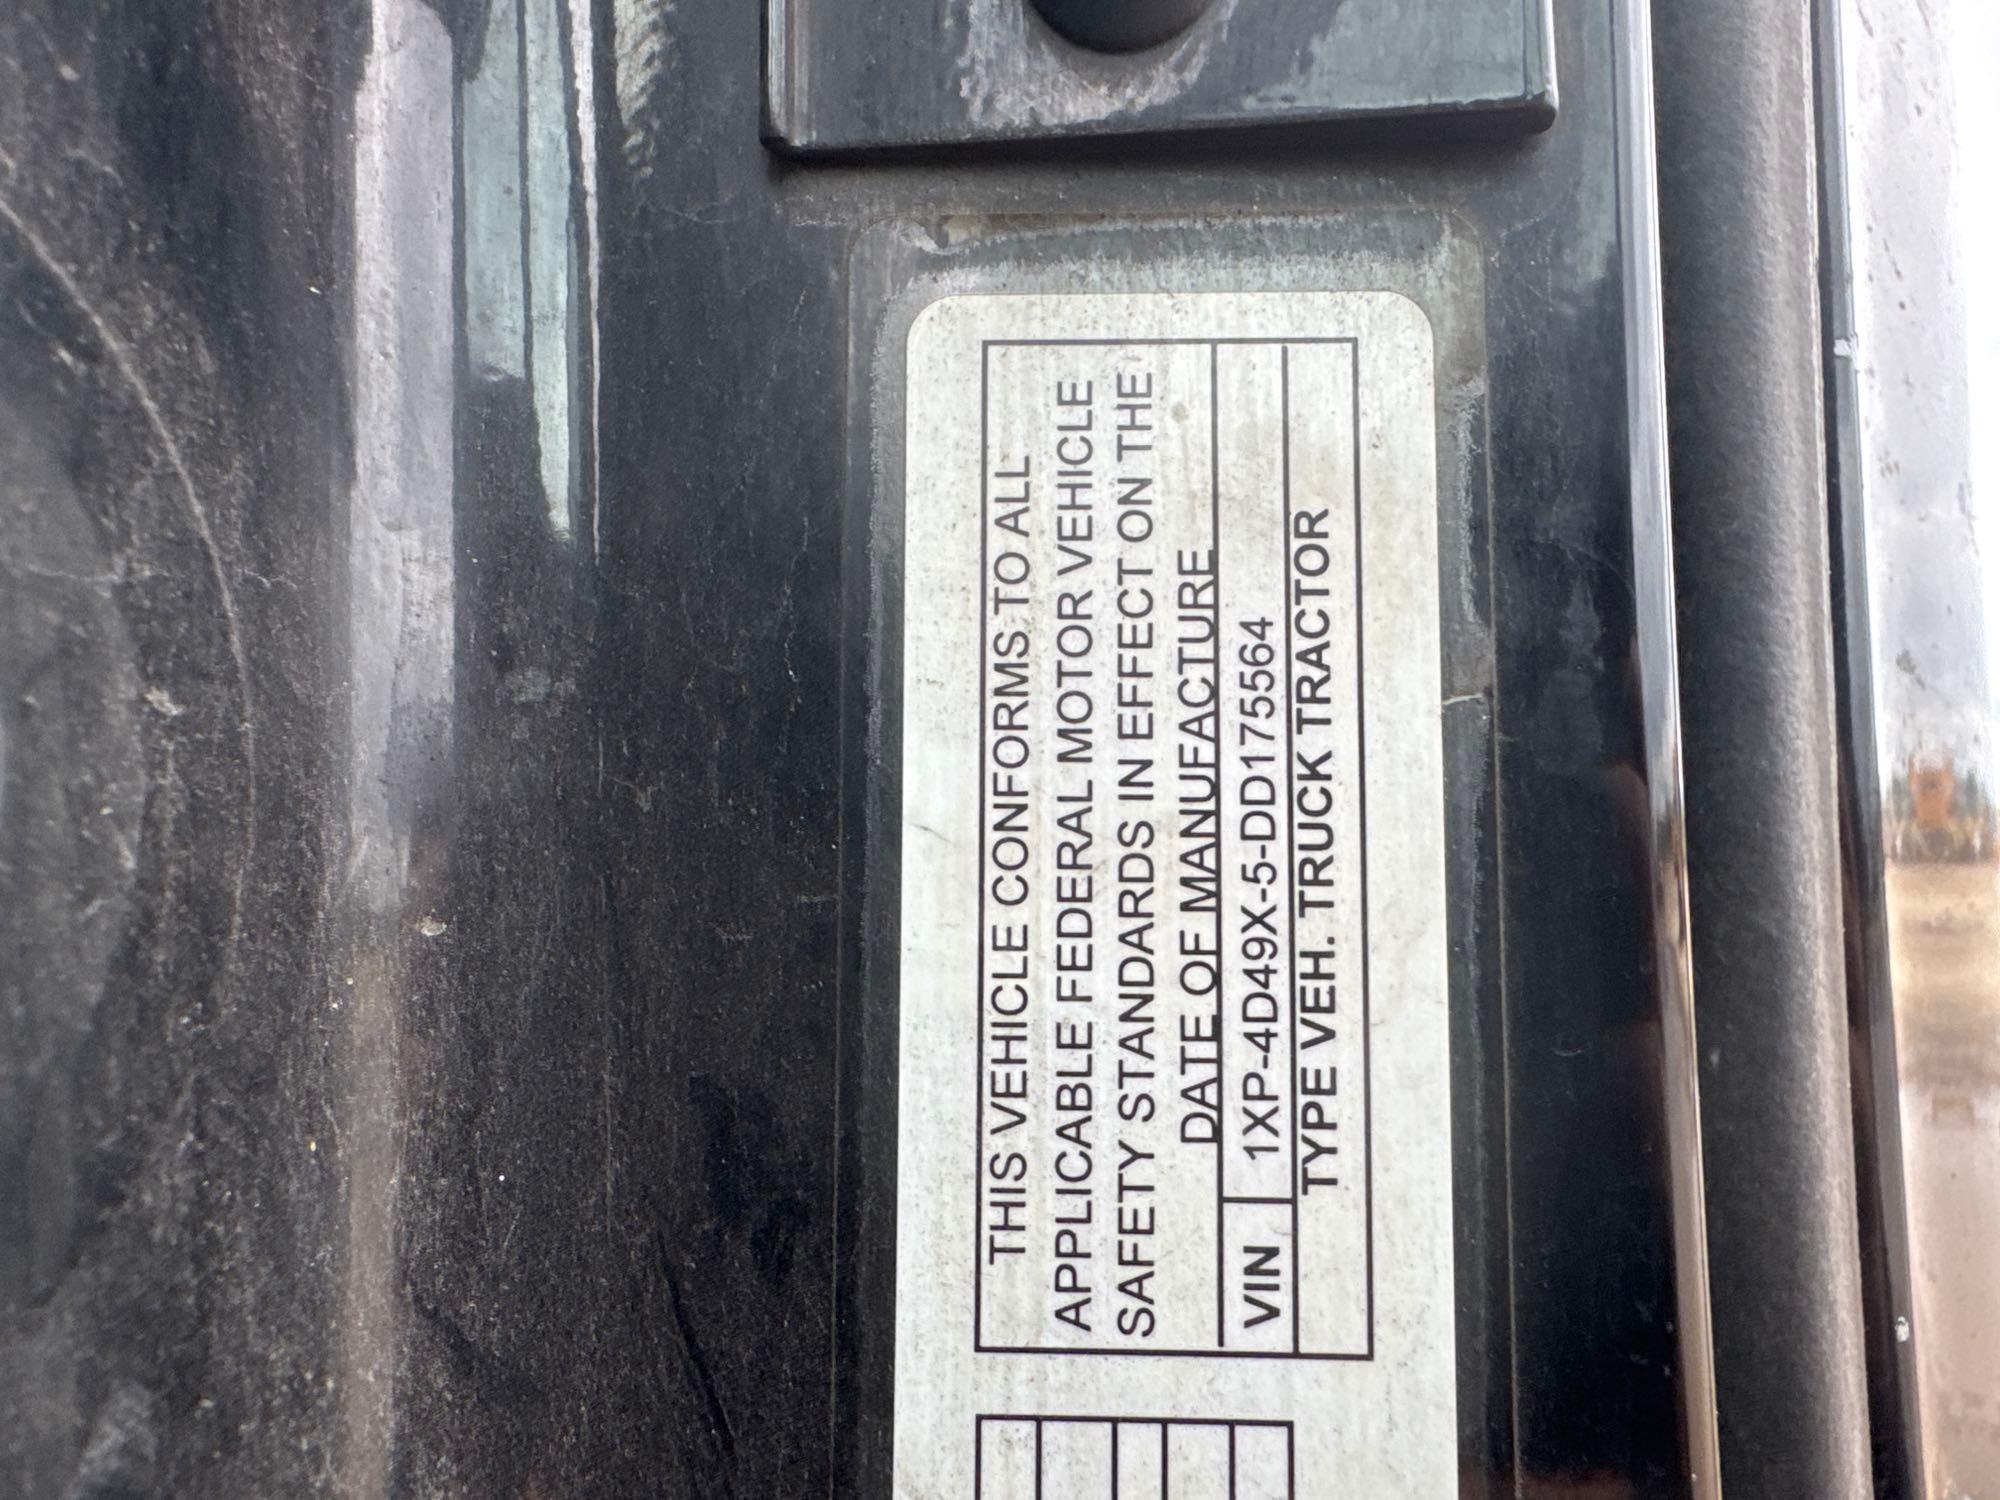 THIS VEHICLE CONFORMS TO ALL
APPLICABLE FEDERAL MOTOR VEHICLE
SAFETY STANDARDS IN EFFECT ON THE
DATE OF MANUFACTURE
VIN 1XP-4D49X-5-DD175564
TYPE VEH. TRUCK TRACTOR